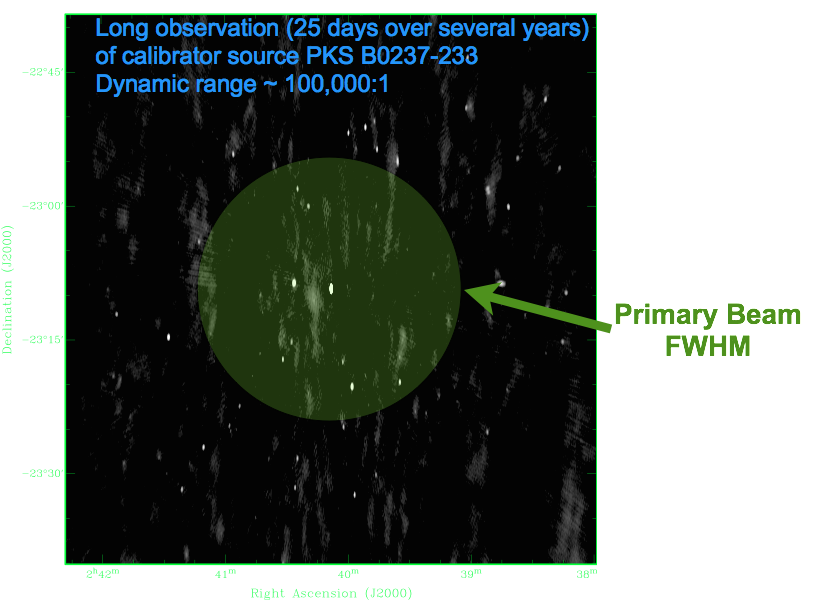 Long observation (25 days over several years)
of calibrator source PKS B0237-233
Dynamic range ~ 100,000:1
-22°45'
-23°00'
-23°15'
-23°30'
Declination (J2000)
Primary Beam
FWHM
2ʰ42ᵐ
41ᵐ
40ᵐ
39ᵐ
38ᵐ
Right Ascension (J2000)